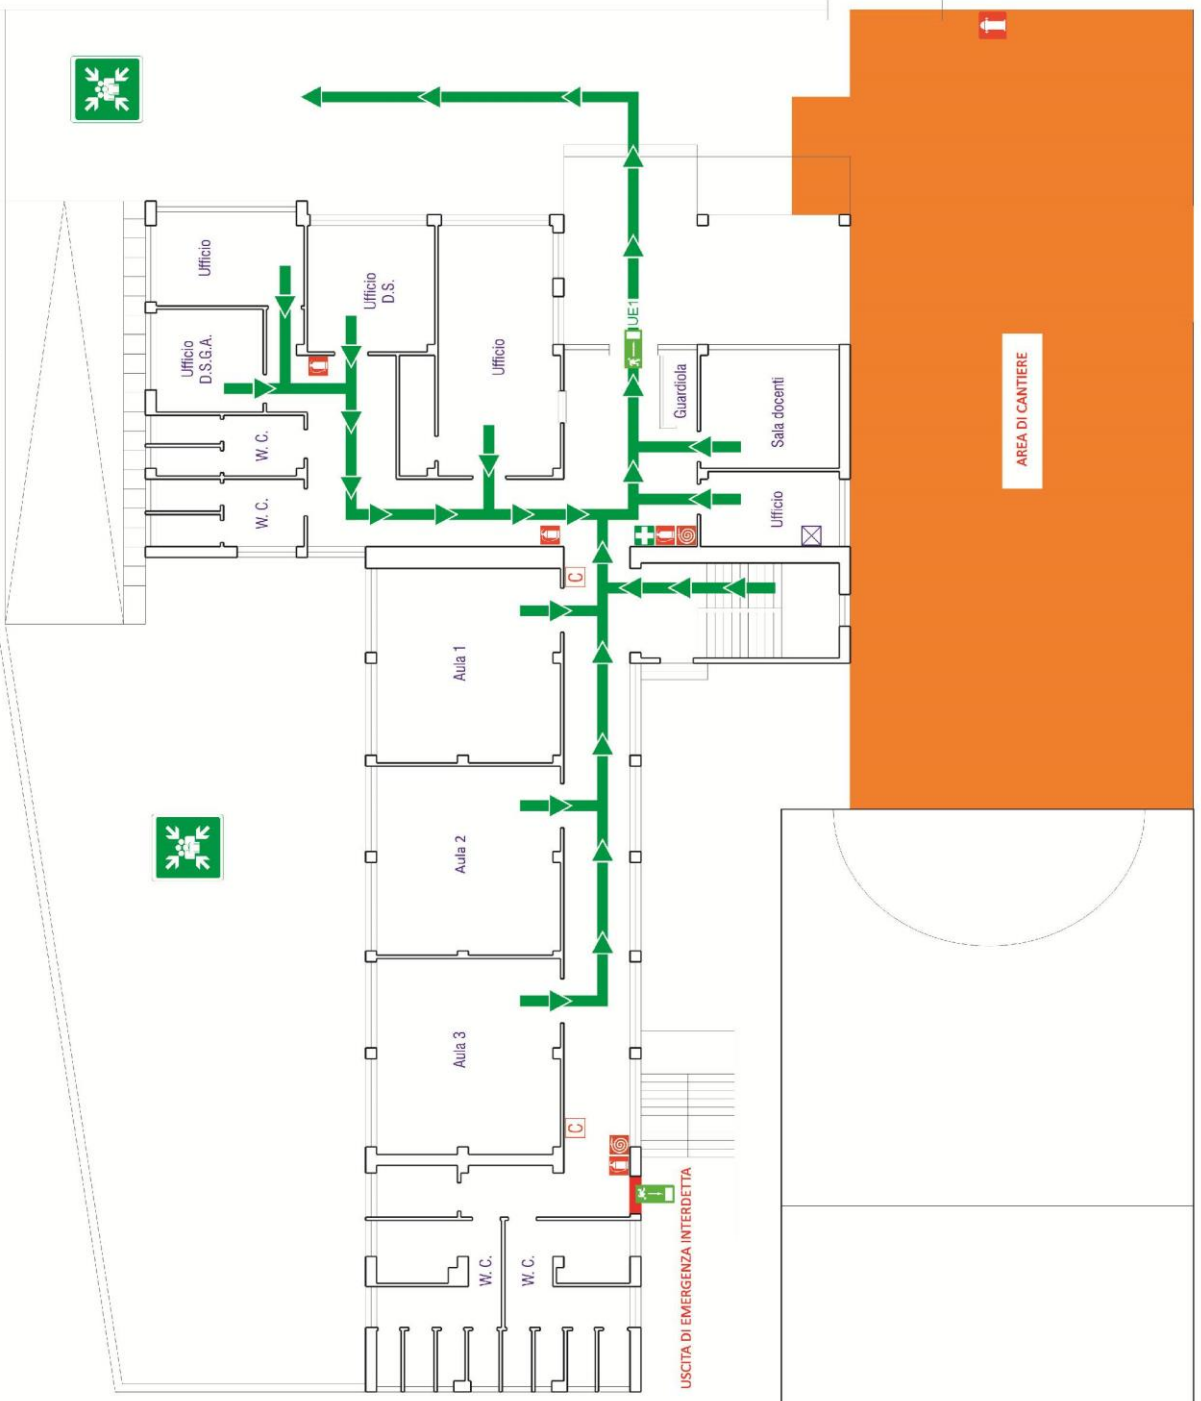 Ufficio
Ufficio
D.S.
Ufficio
D.S.G.A.
Ufficio
UE1
Guardiola
Sala docenti
AREA DI CANTIERE
W. C.
W. C.
Ufficio
C
Aula 1
Aula 2
Aula 3
C
W. C.
W. C.
USCITA DI EMERGENZA INTERDETTA